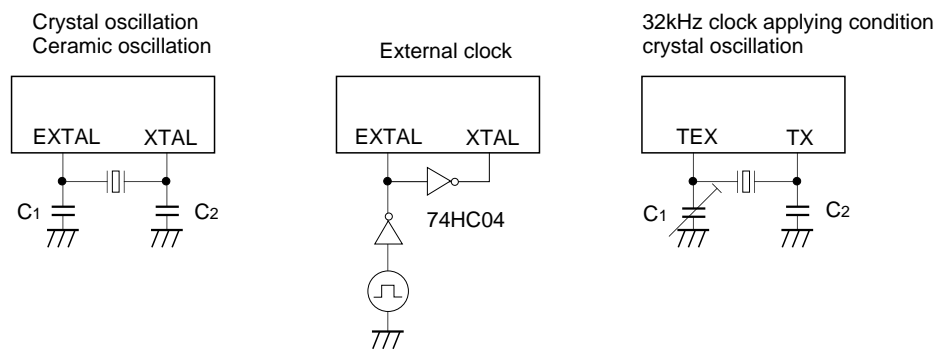 Crystal oscillation
Ceramic oscillation
EXTAL XTAL
C1 C2
External clock
EXTAL XTAL
74HC04
32kHz clock applying condition
crystal oscillation
TEX TX
C1 C2